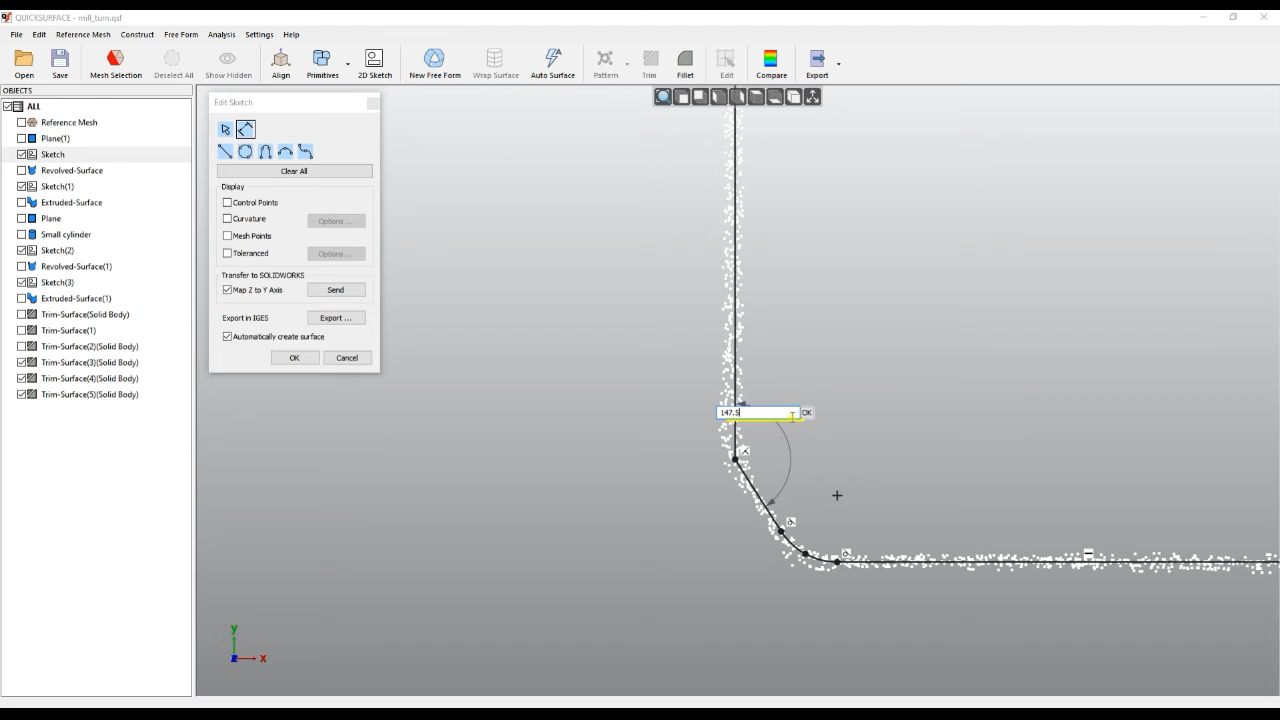 QUICKSURFACE - mill_turn.qsf
File Edit Reference Mesh Construct Free Form Analysis Settings Help
Open Save Mesh Selection Deselect All Show Hidden Align Primitives 2D Sketch New Free Form Wrap Surface Auto Surface Pattern Trim Fillet Edit Compare Export
OBJECTS
ALL
Reference Mesh
Plane(1)
Sketch
Revolved-Surface
Sketch(1)
Extruded-Surface
Plane
Small cylinder
Sketch(2)
Revolved-Surface(1)
Sketch(3)
Extruded-Surface(1)
Trim-Surface(Solid Body)
Trim-Surface(1)
Trim-Surface(2)(Solid Body)
Trim-Surface(3)(Solid Body)
Trim-Surface(4)(Solid Body)
Trim-Surface(5)(Solid Body)
Edit Sketch
Clear All
Display
Control Points
Curvature Options ...
Mesh Points
Toleranced Options ...
Transfer to SOLIDWORKS
Map Z to Y Axis Send
Export in IGES Export ...
Automatically create surface
OK Cancel
147.5 OK
y
x